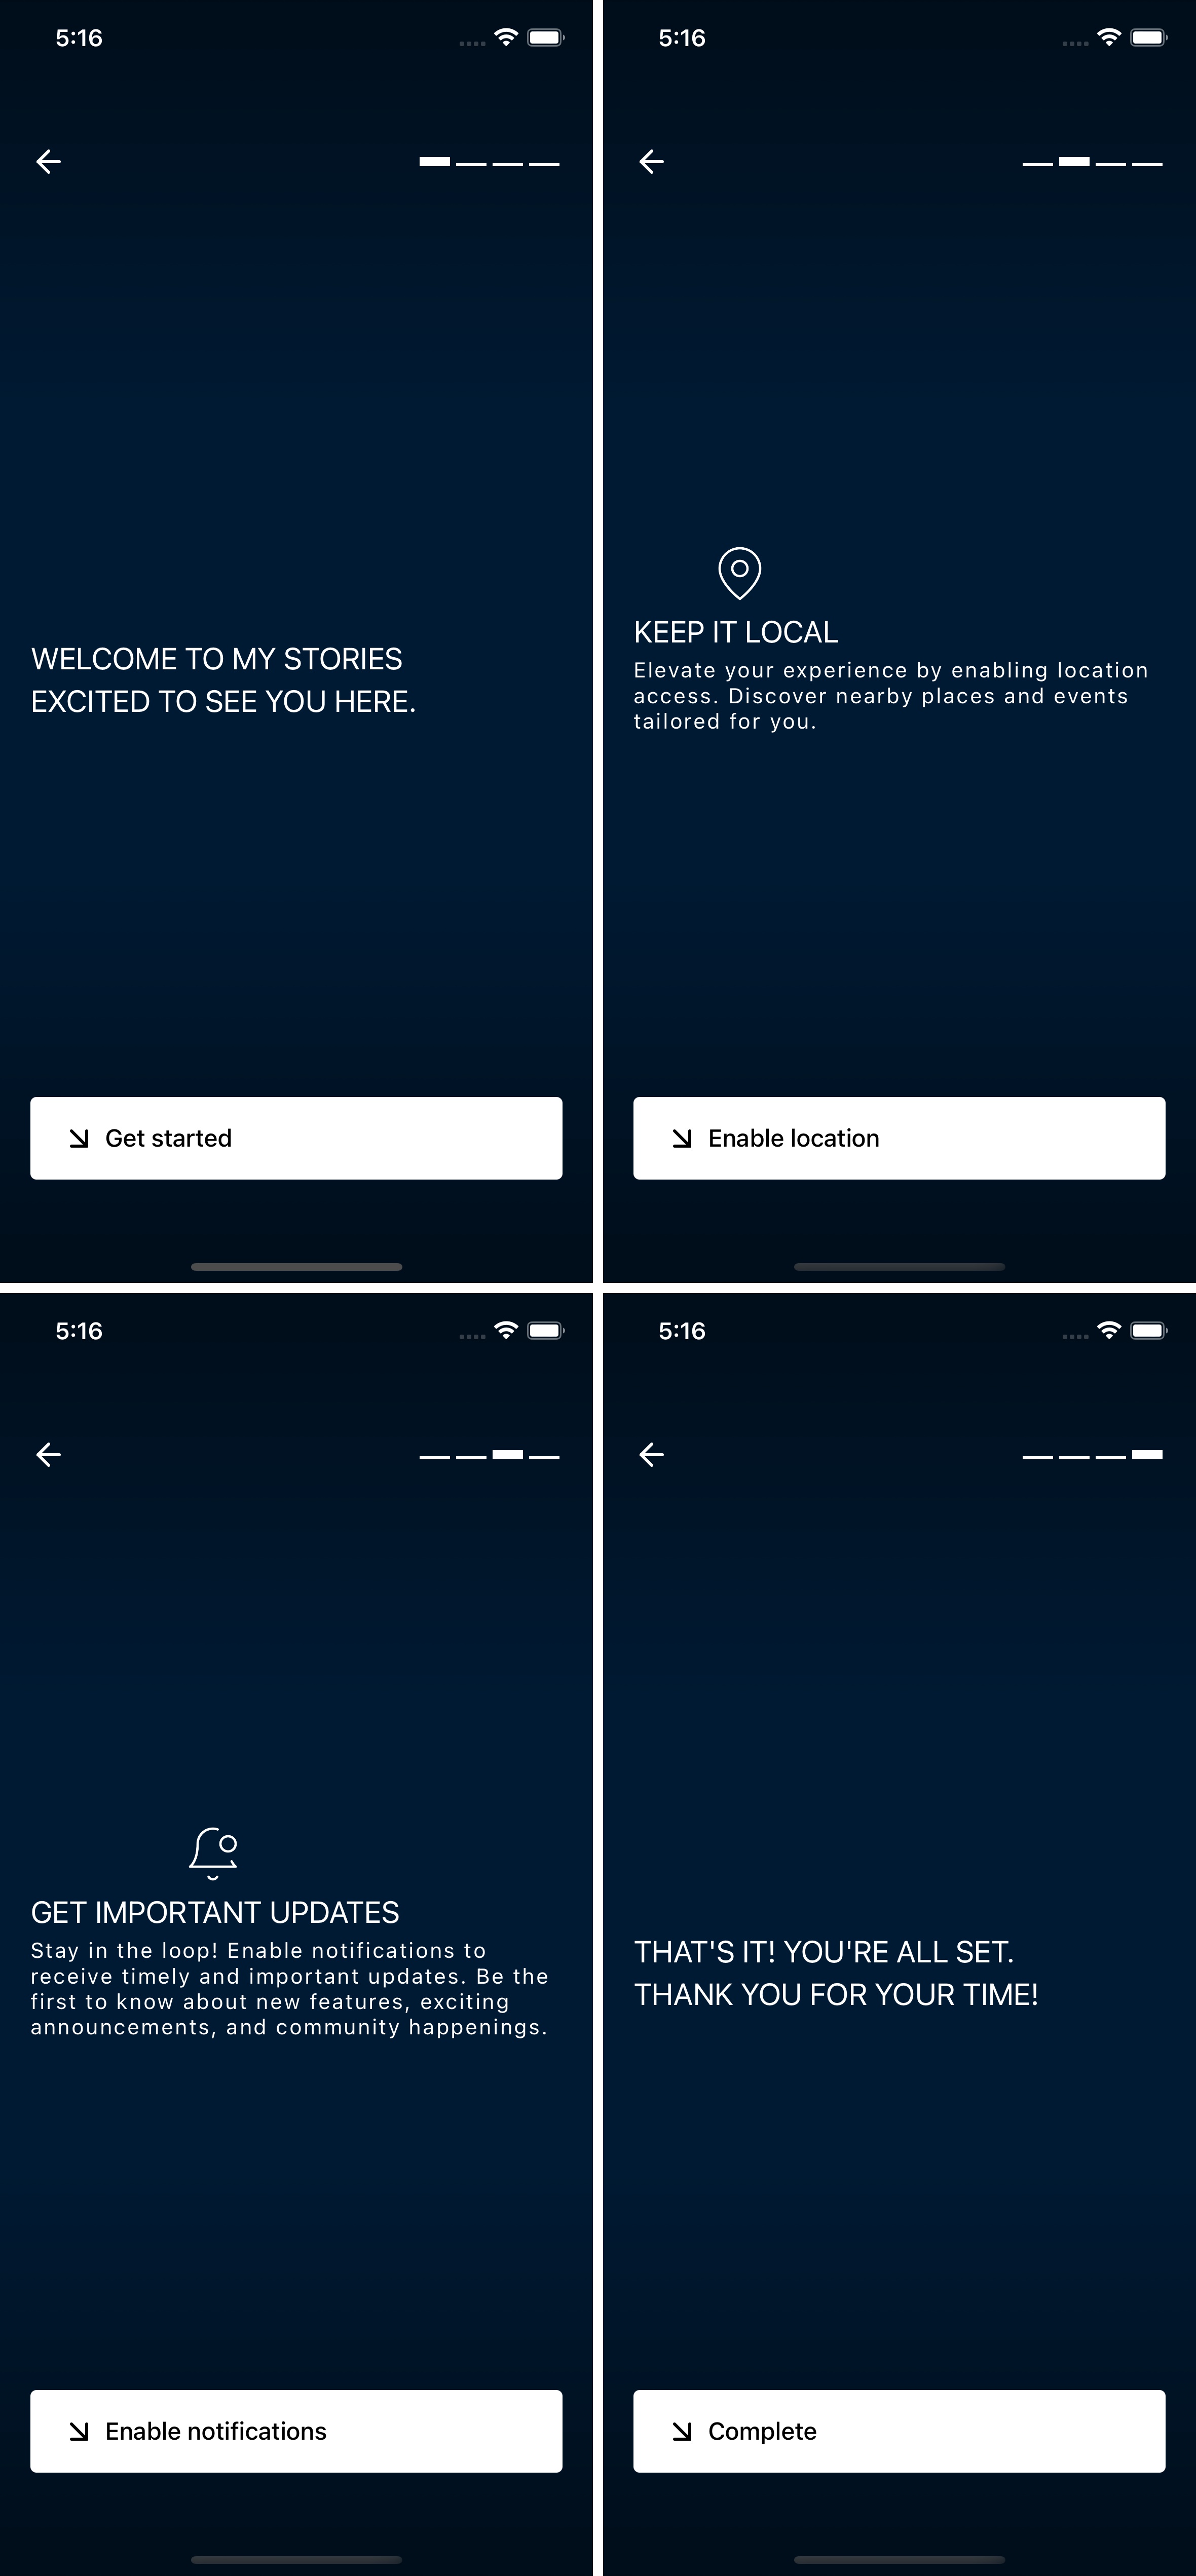 5:16
WELCOME TO MY STORIES
EXCITED TO SEE YOU HERE.
Get started
5:16
KEEP IT LOCAL
Elevate your experience by enabling location
access. Discover nearby places and events
tailored for you.
Enable location
5:16
GET IMPORTANT UPDATES
Stay in the loop! Enable notifications to
receive timely and important updates. Be the
first to know about new features, exciting
announcements, and community happenings.
Enable notifications
5:16
THAT'S IT! YOU'RE ALL SET.
THANK YOU FOR YOUR TIME!
Complete